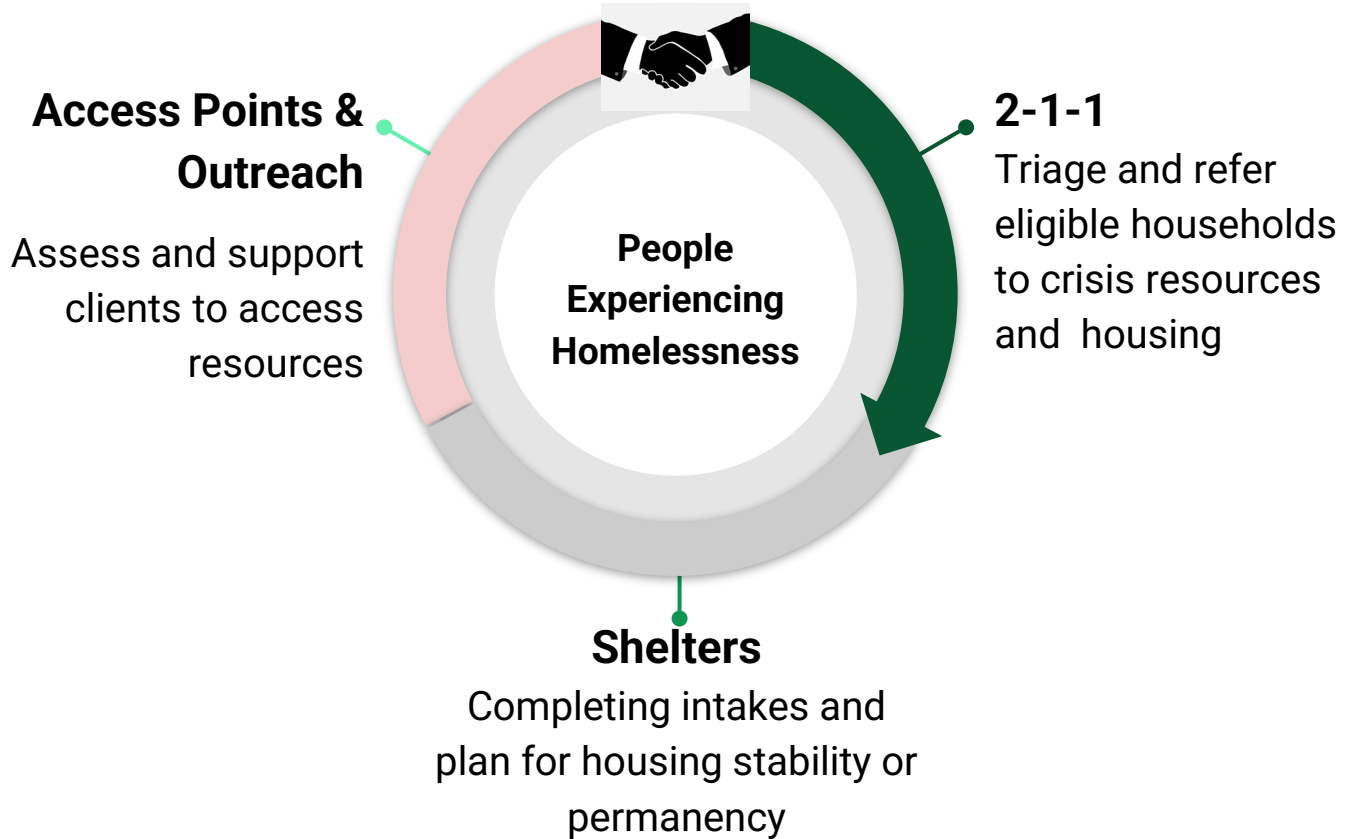 Access Points &
Outreach
Assess and support
clients to access
resources
People
Experiencing
Homelessness
2-1-1
Triage and refer
eligible households
to crisis resources
and  housing
Shelters
Completing intakes and
plan for housing stability or
permanency